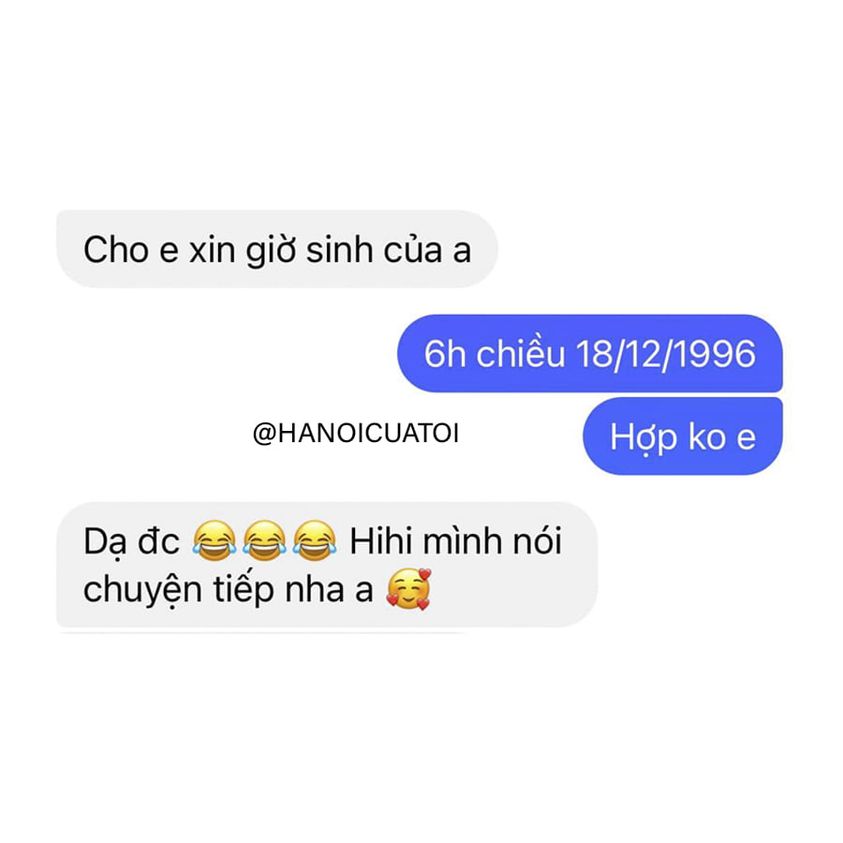 Cho e xin giờ sinh của a
6h chiều 18/12/1996
@HANOICUATOI
Hợp ko e
Dạ đc 😂😂😂 Hihi mình nói
chuyện tiếp nha a 🥰